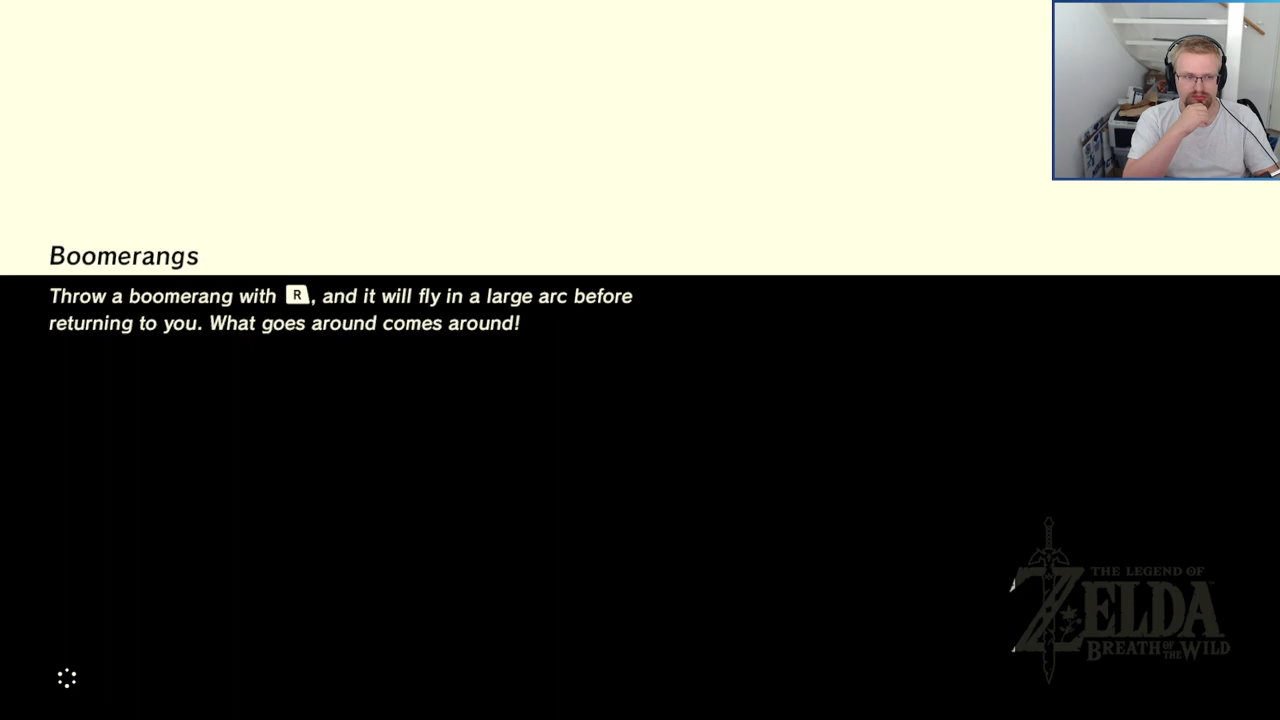 Boomerangs
Throw a boomerang with R, and it will fly in a large arc before
returning to you. What goes around comes around!
THE LEGEND OF
ZELDA
BREATH OF THE WILD